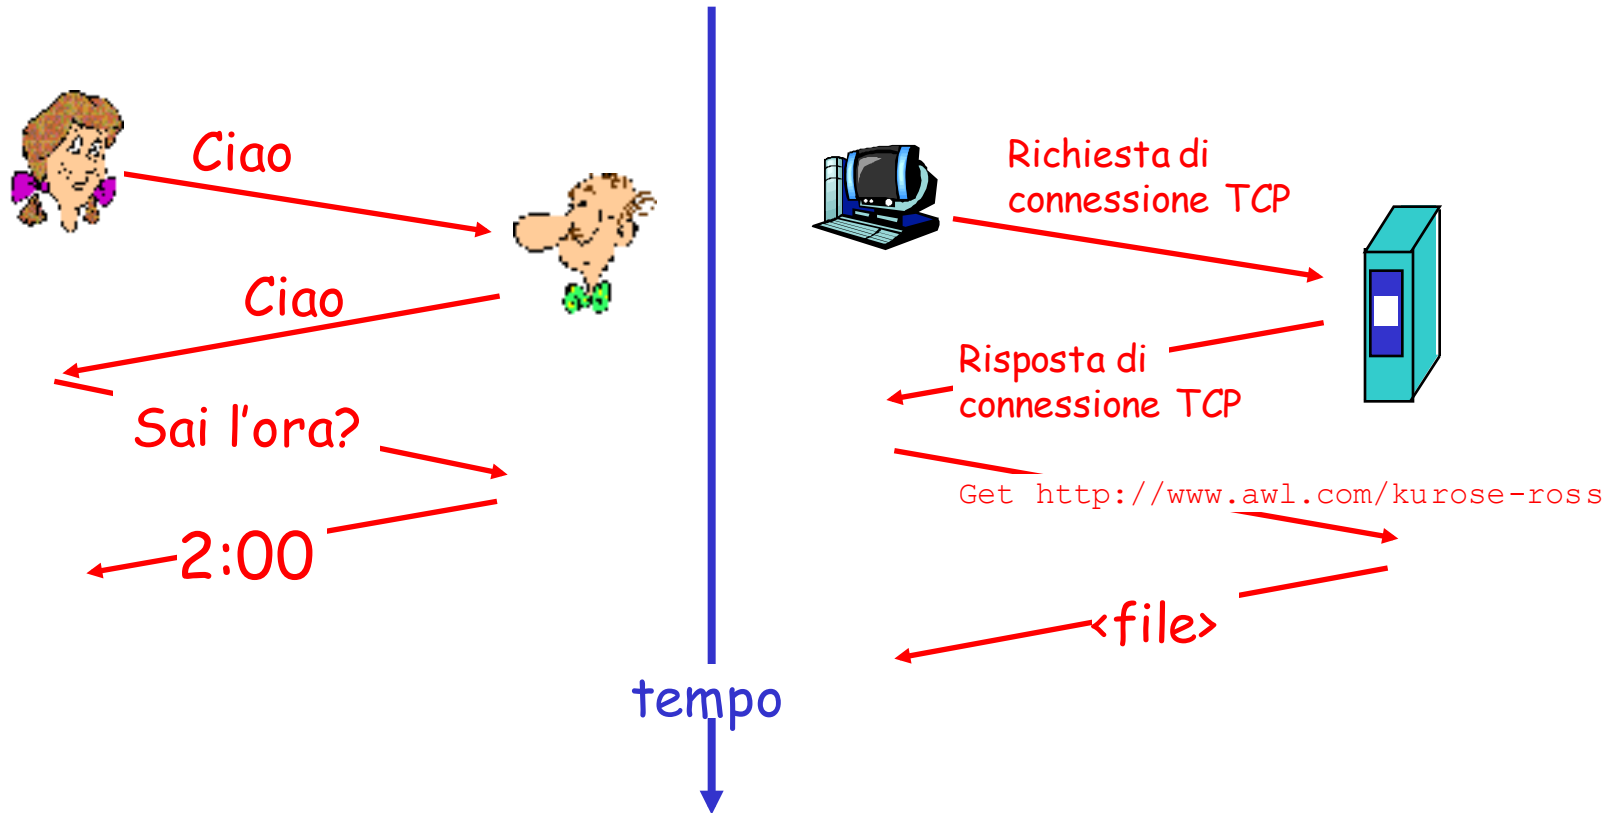 Ciao
Ciao
Sai l'ora?
2:00
tempo
Richiesta di
connessione TCP
Risposta di
connessione TCP
Get http://www.awl.com/kurose-ross
<file>